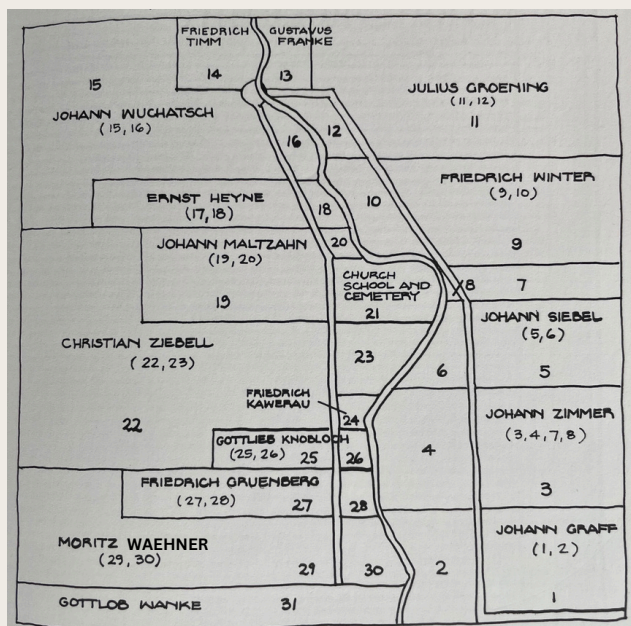 FRIEDRICH
TIMM
14
GUSTAVUS
FRANKE
13
15
JOHANN WUCHATSCH
(15, 16)
16
12
JULIUS GROENING
(11, 12)
11
ERNST HEYNE
(17, 18)
18
10
FRIEDRICH WINTER
(9, 10)
9
JOHANN MALTZAHN
(19, 20)
19
20
CHURCH
SCHOOL AND
CEMETERY
21
8
7
JOHANN SIEBEL
(5, 6)
5
6
CHRISTIAN ZIEBELL
(22, 23)
22
23
FRIEDRICH
KAWERAU
24
JOHANN ZIMMER
(3, 4, 7, 8)
3
4
GOTTLIEB KNOBLOCH
(25, 26)
25
26
FRIEDRICH GRUENBERG
(27, 28)
27
28
JOHANN GRAFF
(1, 2)
1
2
MORITZ WAEHNER
(29, 30)
29
30
GOTTLOB WANKE
31